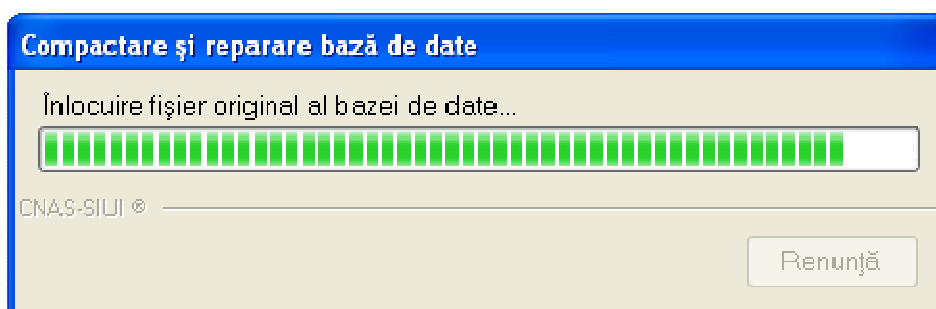 Compactare şi reparare bază de date
Înlocuire fişier original al bazei de date...
CNAS-SIUI ®
Renunţă